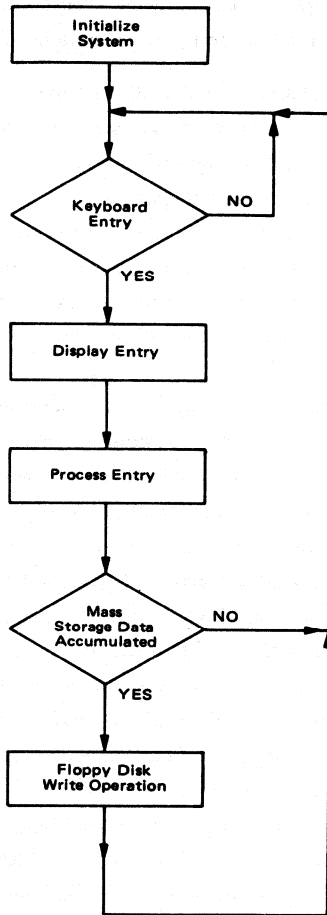 Initialize
System
Keyboard
Entry
NO
YES
Display Entry
Process Entry
Mass
Storage Data
Accumulated
NO
YES
Floppy Disk
Write Operation